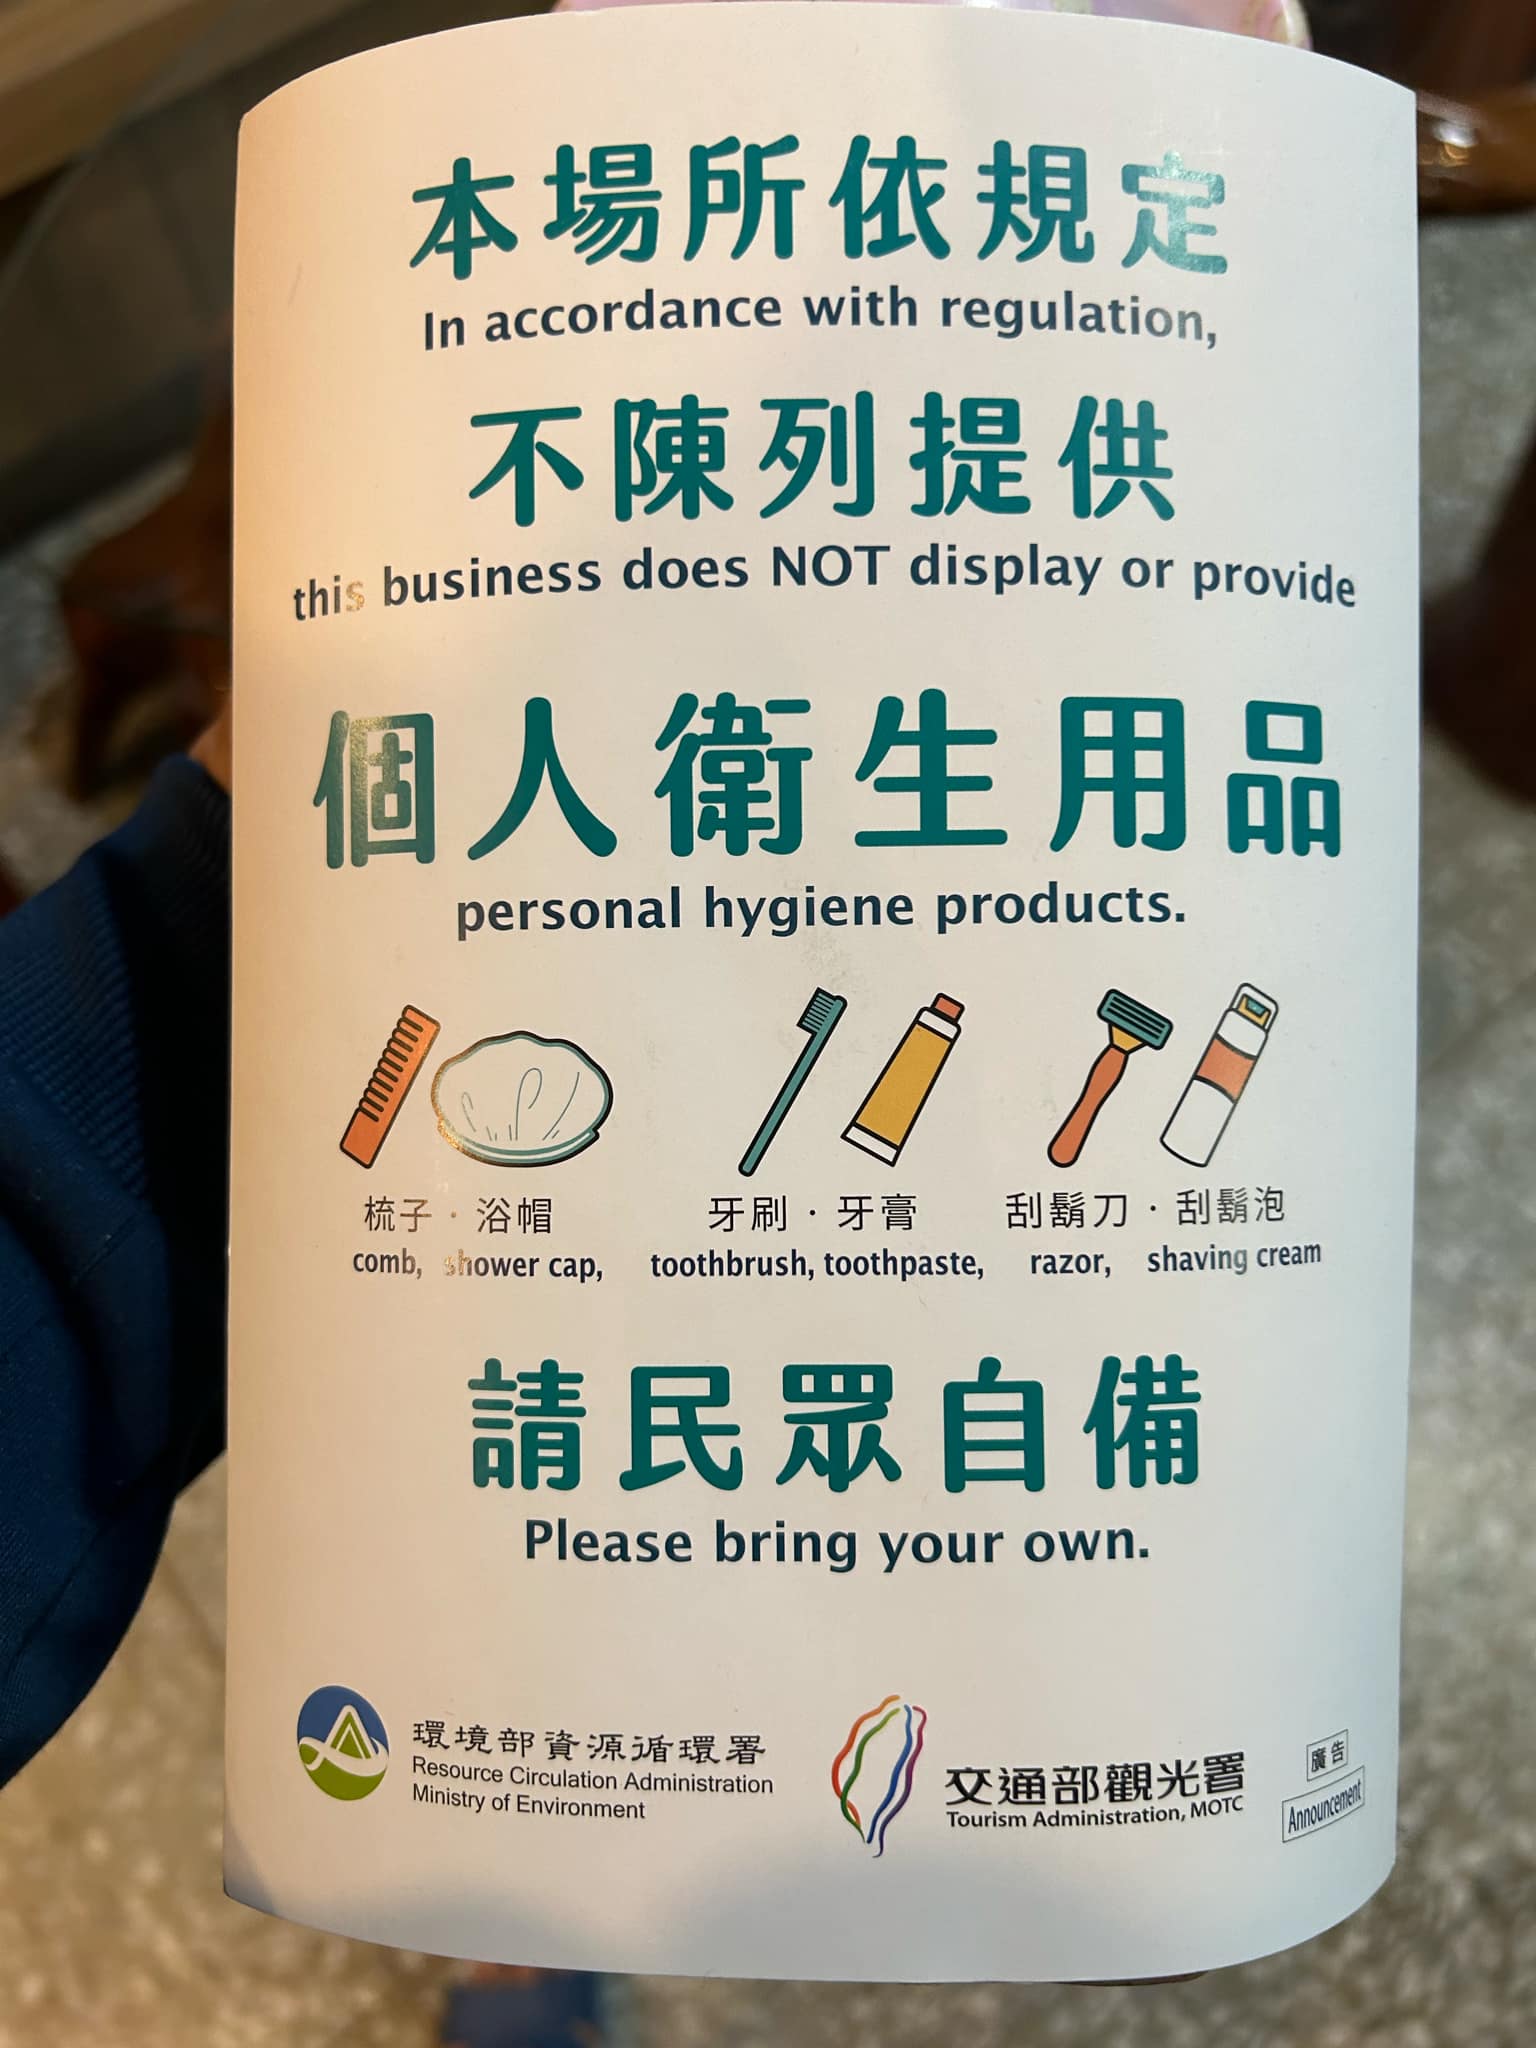 本場所依規定
In accordance with regulation,
不陳列提供
this business does NOT display or provide
個人衛生用品
personal hygiene products.
梳子・浴帽 牙刷・牙膏 刮鬍刀・刮鬍泡
comb, shower cap, toothbrush, toothpaste, razor, shaving cream
請民眾自備
Please bring your own.
環境部資源循環署
Resource Circulation Administration
Ministry of Environment
交通部觀光署
Tourism Administration, MOTC
廣告
Announcement